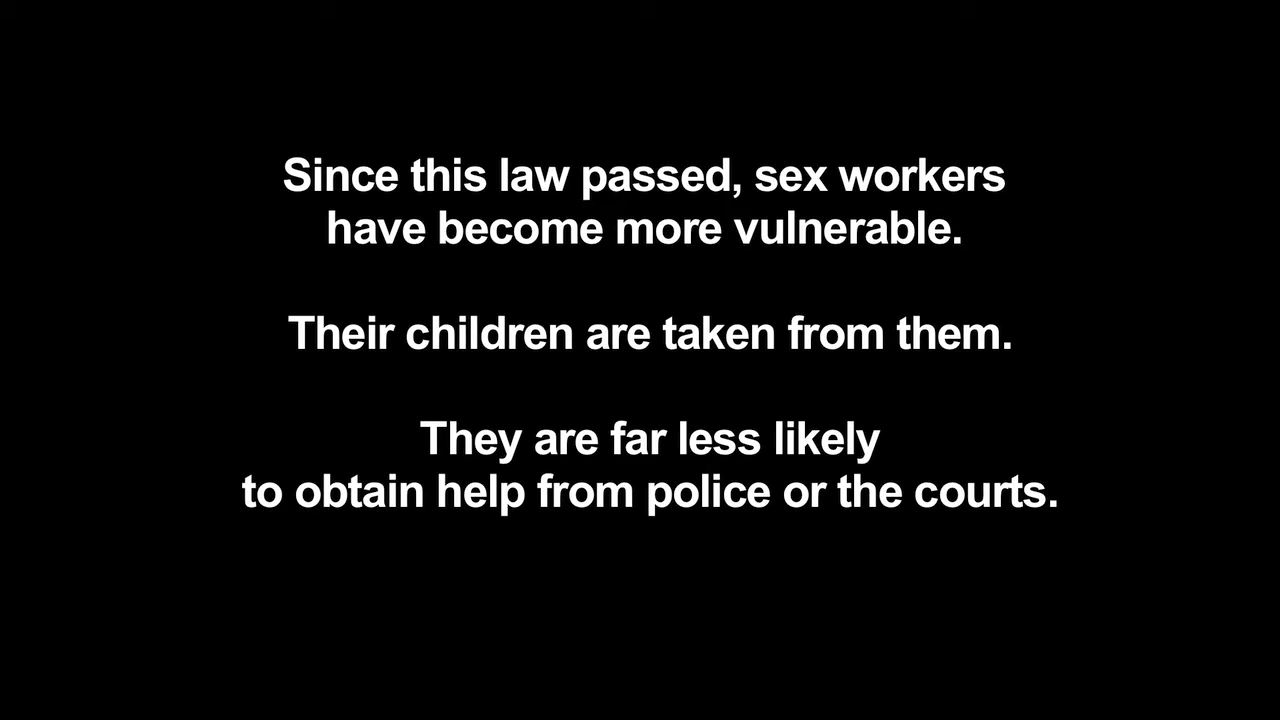 Since this law passed, sex workers
have become more vulnerable.
Their children are taken from them.
They are far less likely
to obtain help from police or the courts.